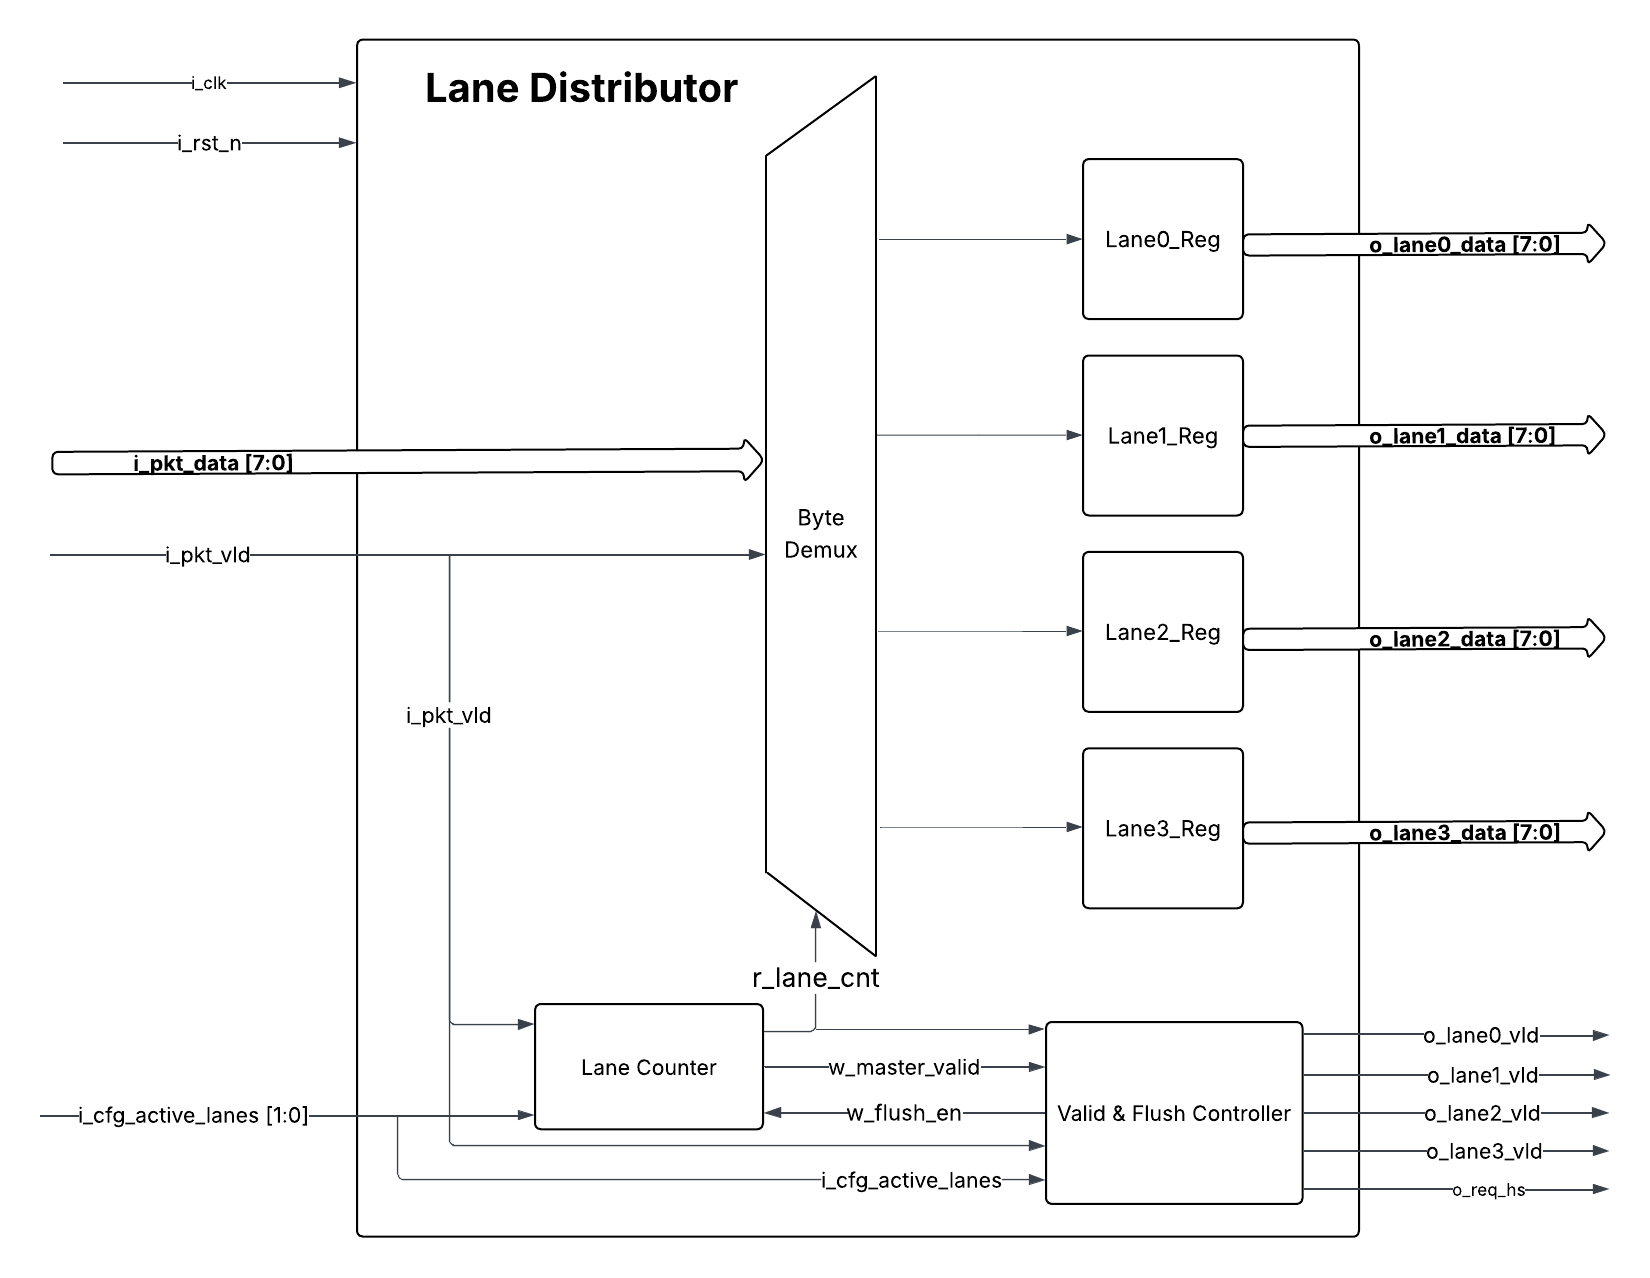 Lane Distributor
i_clk
i_rst_n
Lane0_Reg
o_lane0_data [7:0]
Lane1_Reg
o_lane1_data [7:0]
i_pkt_data [7:0]
Byte
Demux
i_pkt_vld
Lane2_Reg
o_lane2_data [7:0]
i_pkt_vld
Lane3_Reg
o_lane3_data [7:0]
r_lane_cnt
Lane Counter
w_master_valid
w_flush_en
i_cfg_active_lanes [1:0]
i_cfg_active_lanes
Valid & Flush Controller
o_lane0_vld
o_lane1_vld
o_lane2_vld
o_lane3_vld
o_req_hs